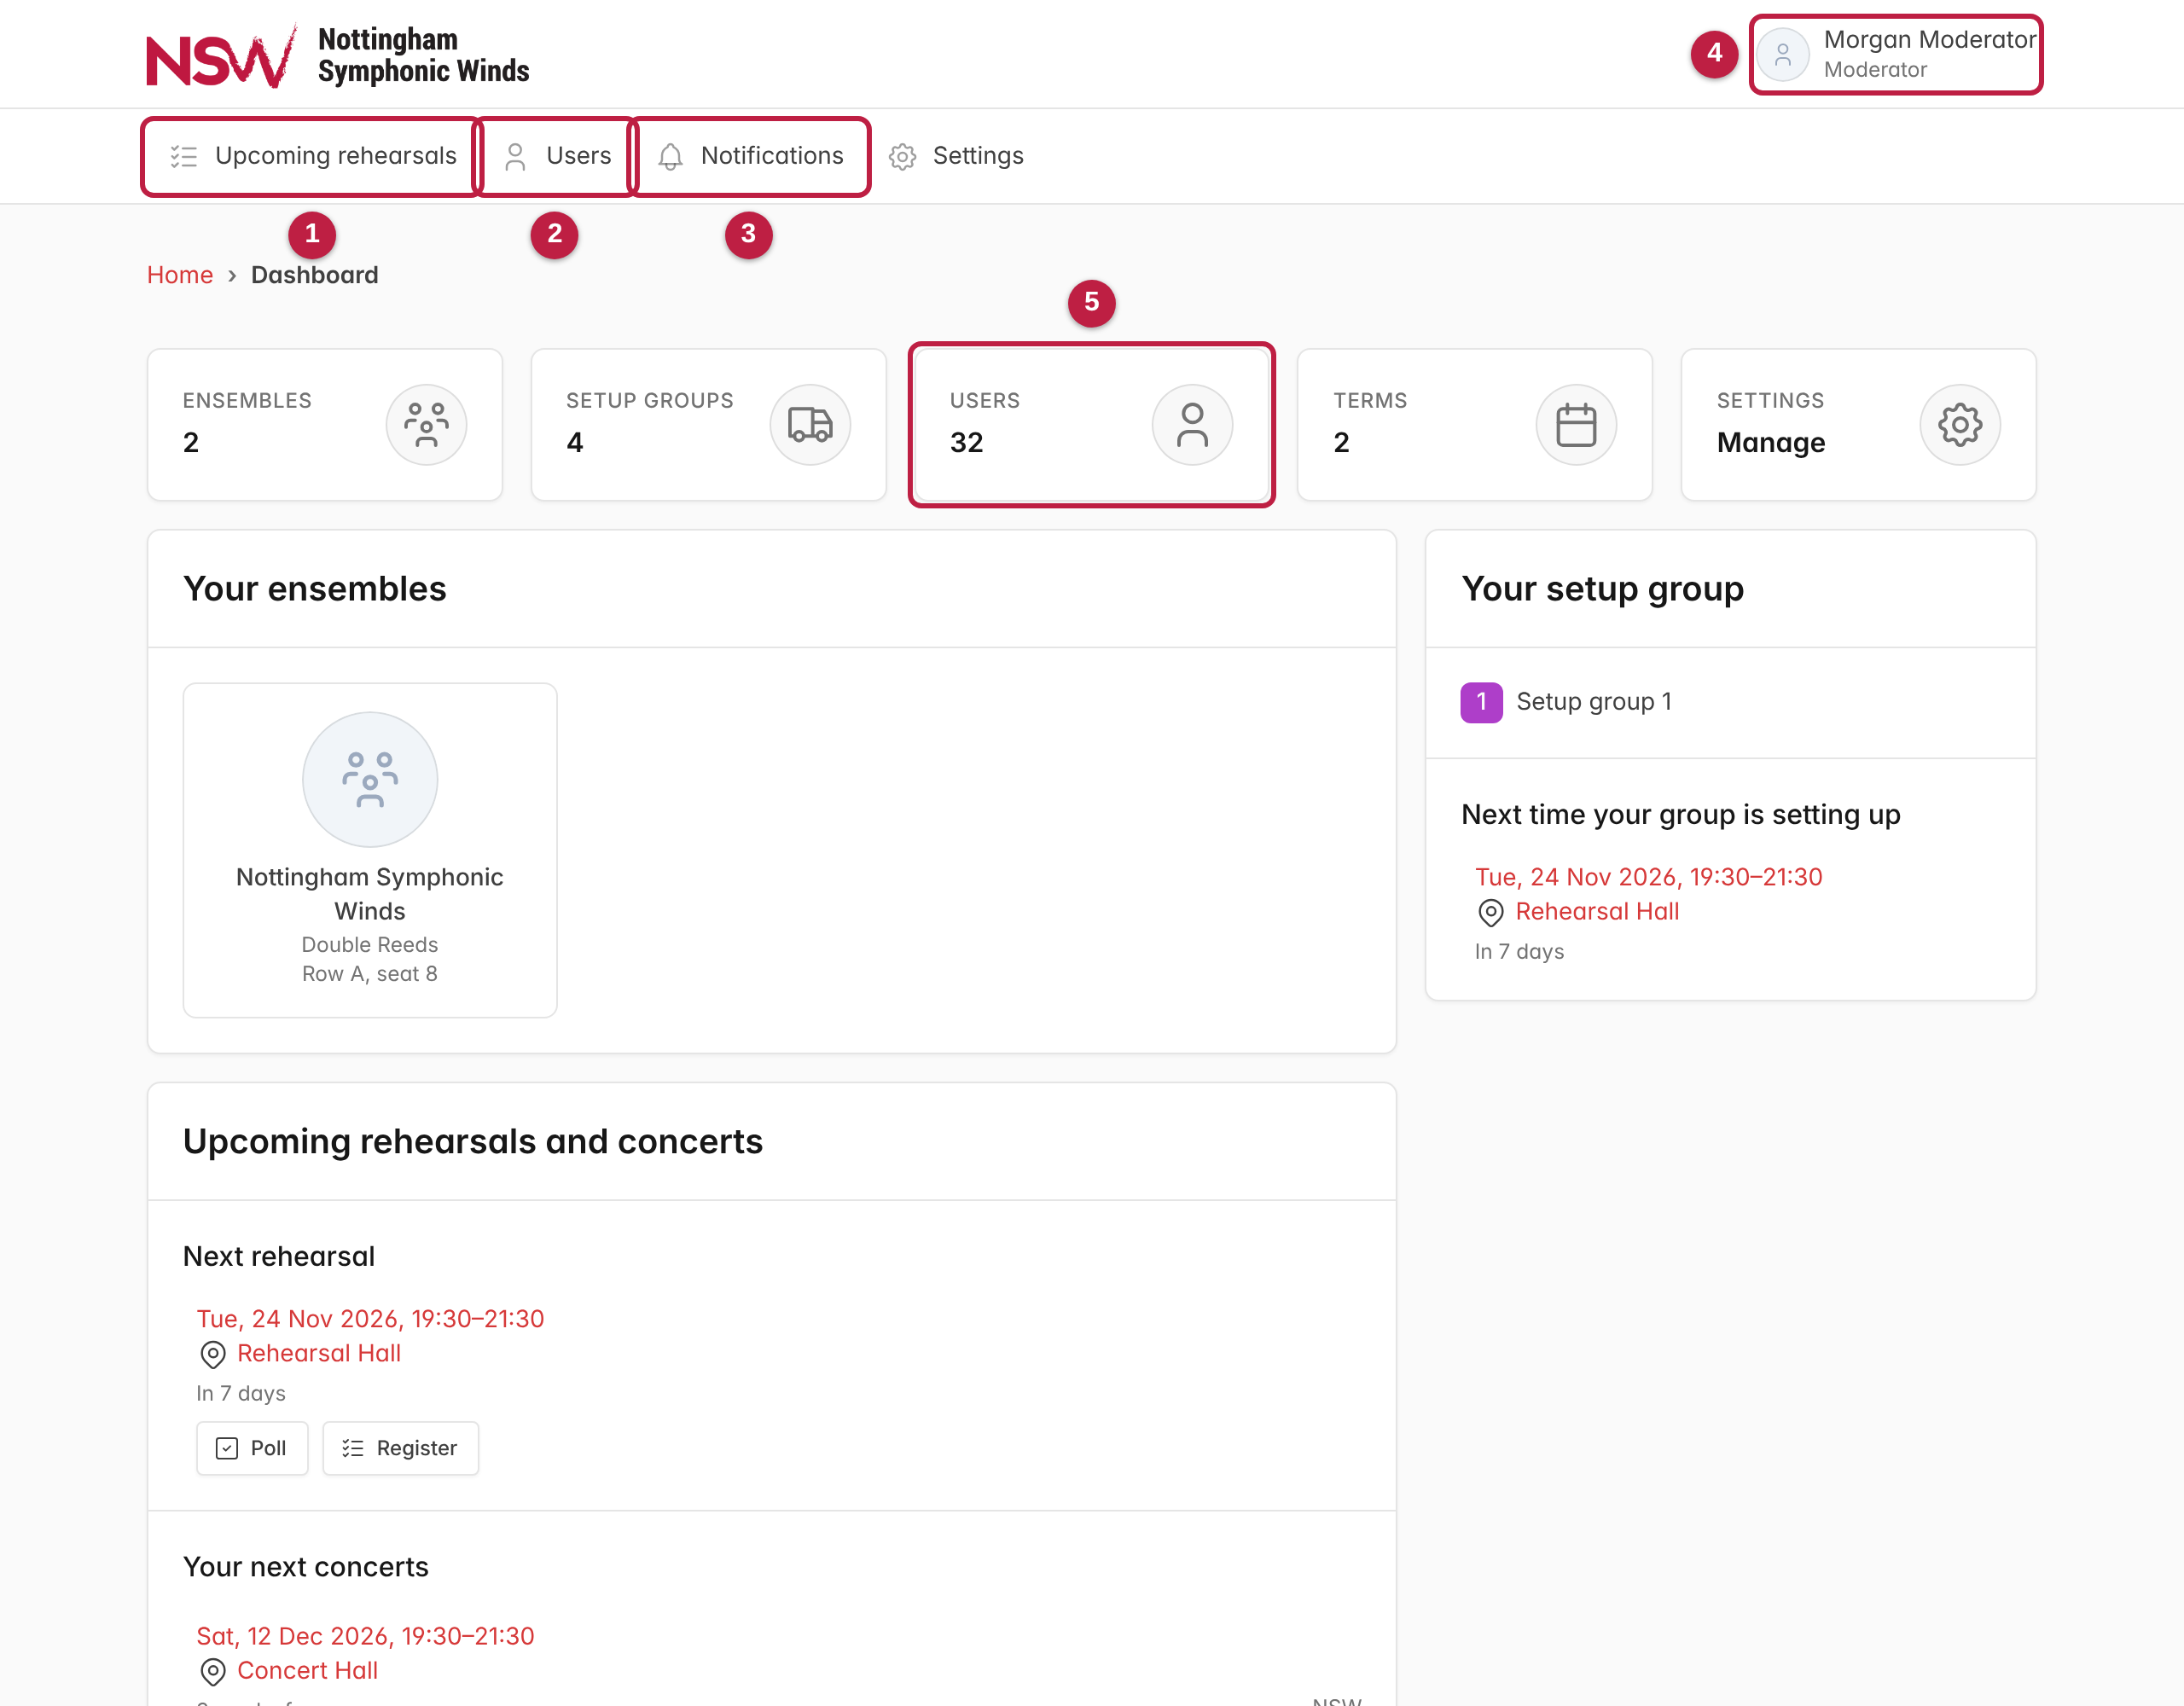 NSW
Nottingham
Symphonic Winds
4
Morgan Moderator
Moderator
Upcoming rehearsals
Users
Notifications
Settings
1
2
3
Home › Dashboard
5
ENSEMBLES
2
SETUP GROUPS
4
USERS
32
TERMS
2
SETTINGS
Manage
Your ensembles
Nottingham Symphonic
Winds
Double Reeds
Row A, seat 8
Your setup group
1 Setup group 1
Next time your group is setting up
Tue, 24 Nov 2026, 19:30–21:30
Rehearsal Hall
In 7 days
Upcoming rehearsals and concerts
Next rehearsal
Tue, 24 Nov 2026, 19:30–21:30
Rehearsal Hall
In 7 days
Poll
Register
Your next concerts
Sat, 12 Dec 2026, 19:30–21:30
Concert Hall
NSW